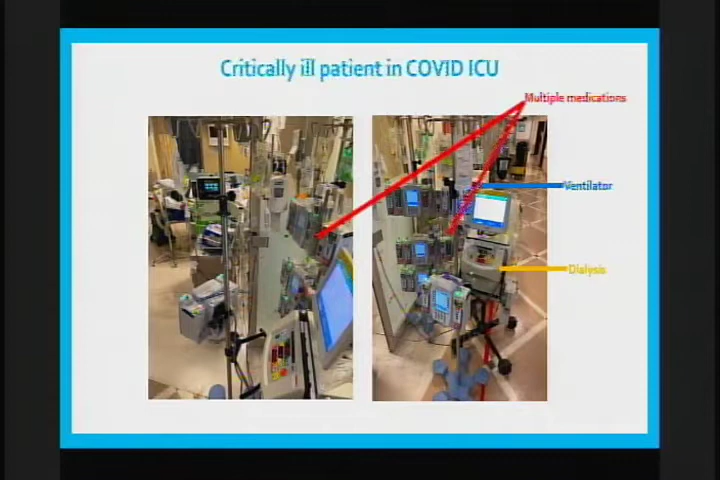 Critically ill patient in COVID ICU
Multiple medications
Ventilator
Dialysis